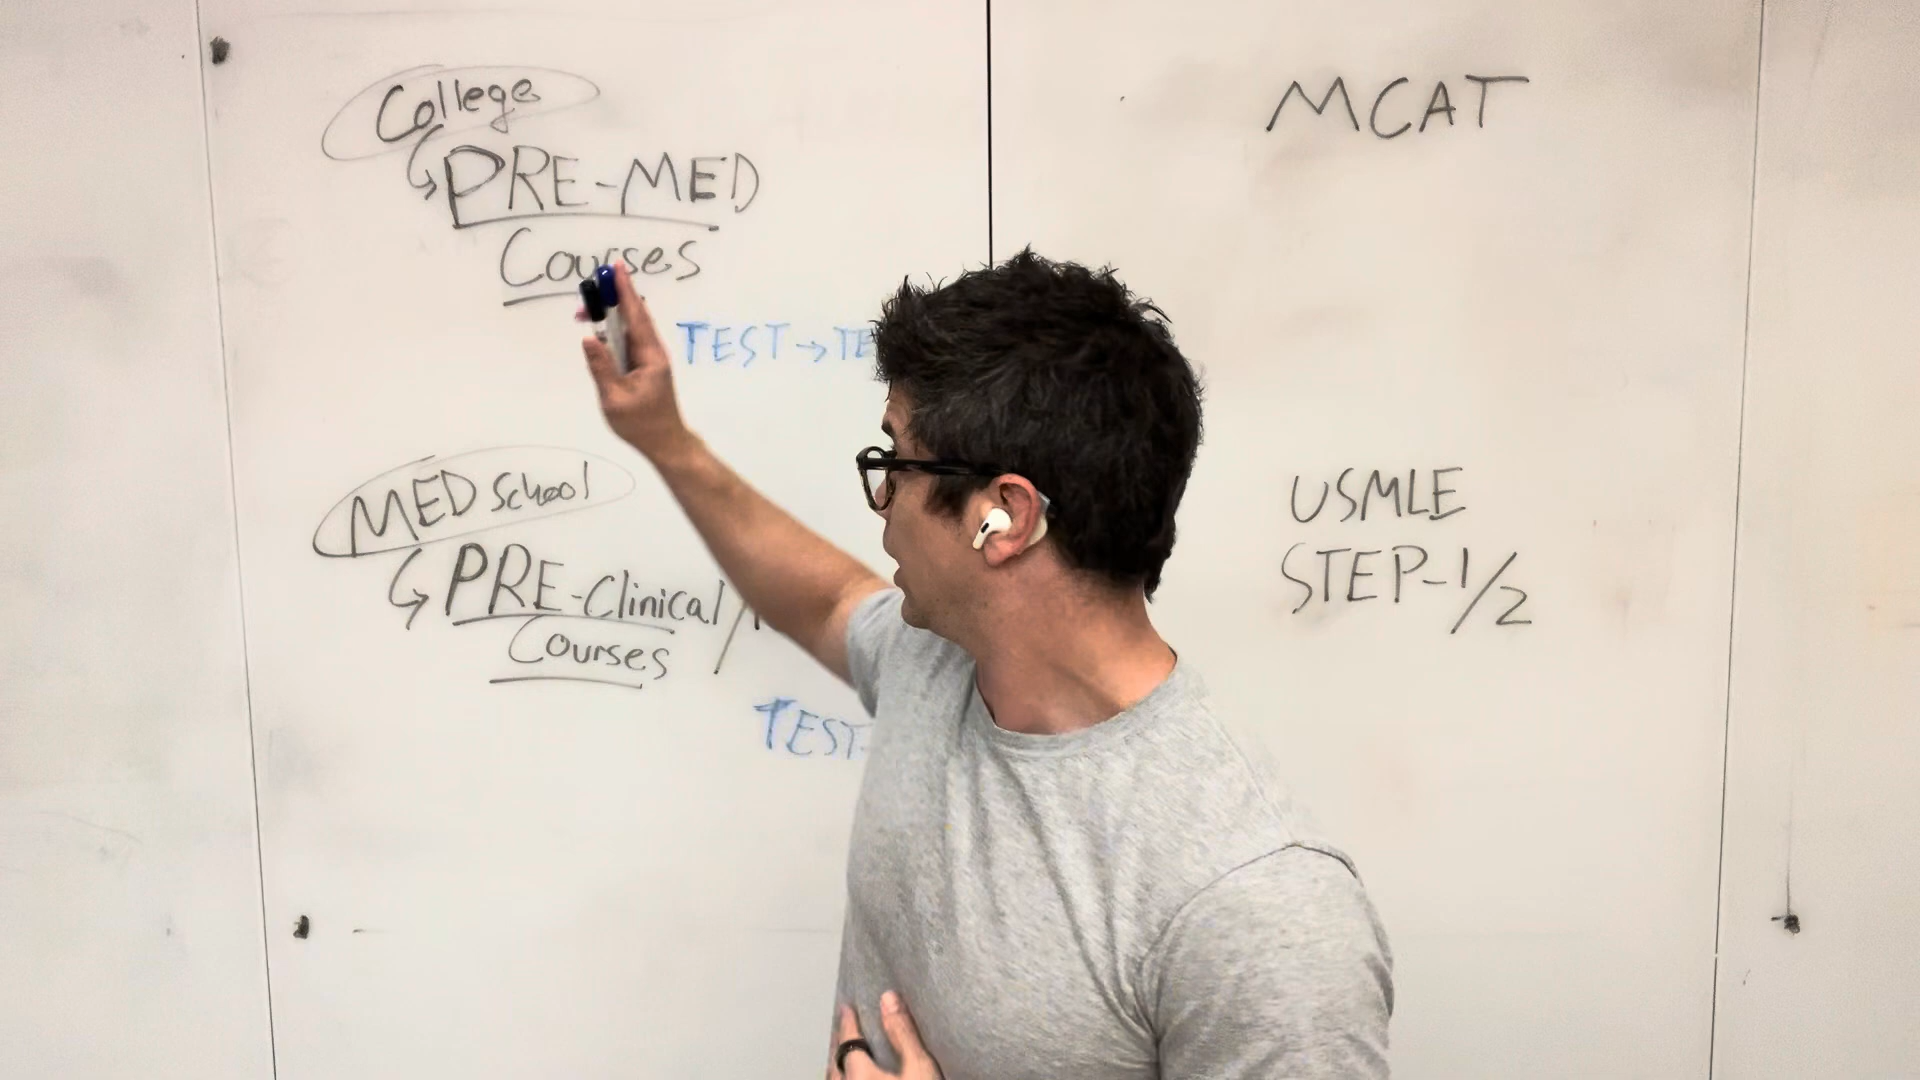 College
PRE-MED
Courses
TEST → TE
MCAT
MED School
PRE-Clinical /
Courses
TEST
USMLE
STEP-1/2